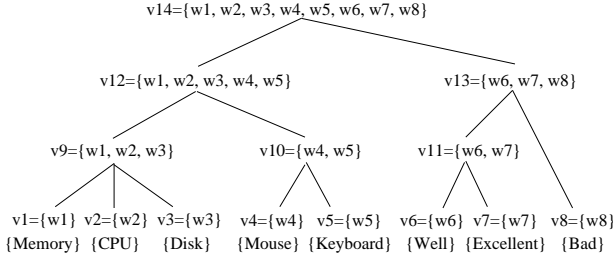 v14={w1, w2, w3, w4, w5, w6, w7, w8}
v12={w1, w2, w3, w4, w5} v13={w6, w7, w8}
v9={w1, w2, w3} v10={w4, w5} v11={w6, w7}
v1={w1} v2={w2} v3={w3} v4={w4} v5={w5} v6={w6} v7={w7} v8={w8}
{Memory} {CPU} {Disk} {Mouse} {Keyboard} {Well} {Excellent} {Bad}